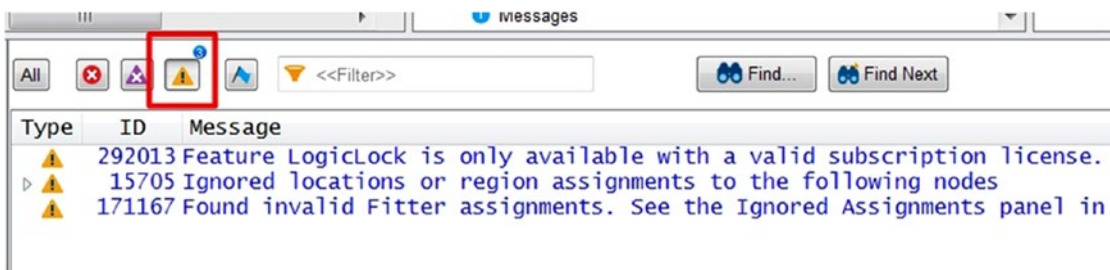 Messages
3
All <<Filter>> Find... Find Next
Type ID Message
292013 Feature LogicLock is only available with a valid subscription license.
15705 Ignored locations or region assignments to the following nodes
171167 Found invalid Fitter assignments. See the Ignored Assignments panel in